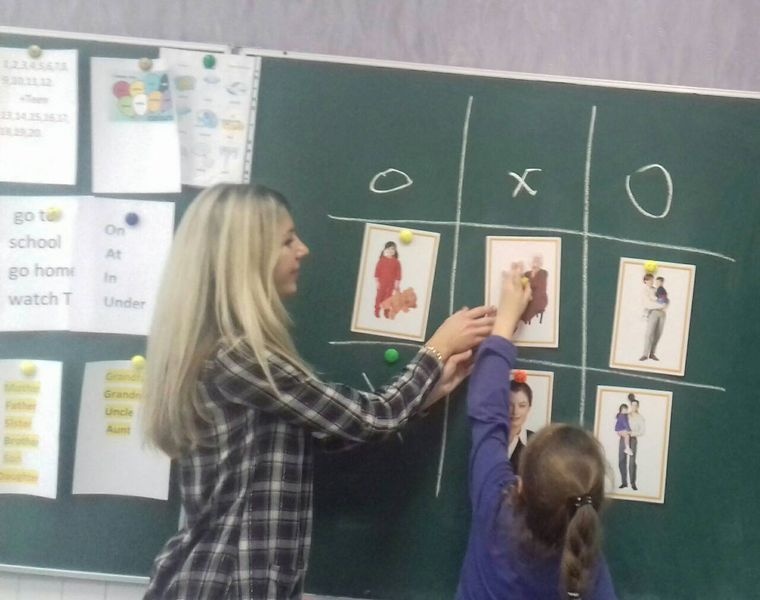 1,2,3,4,5,6,7,8,
9,10,11,12.
+Teen
13,14,15,16,17,
18,19,20.
go to
school
go home
watch T
On
At
In
Under
Mother
Father
Sister
Brother
Son
Daughter
Uncle
Aunt
O X O